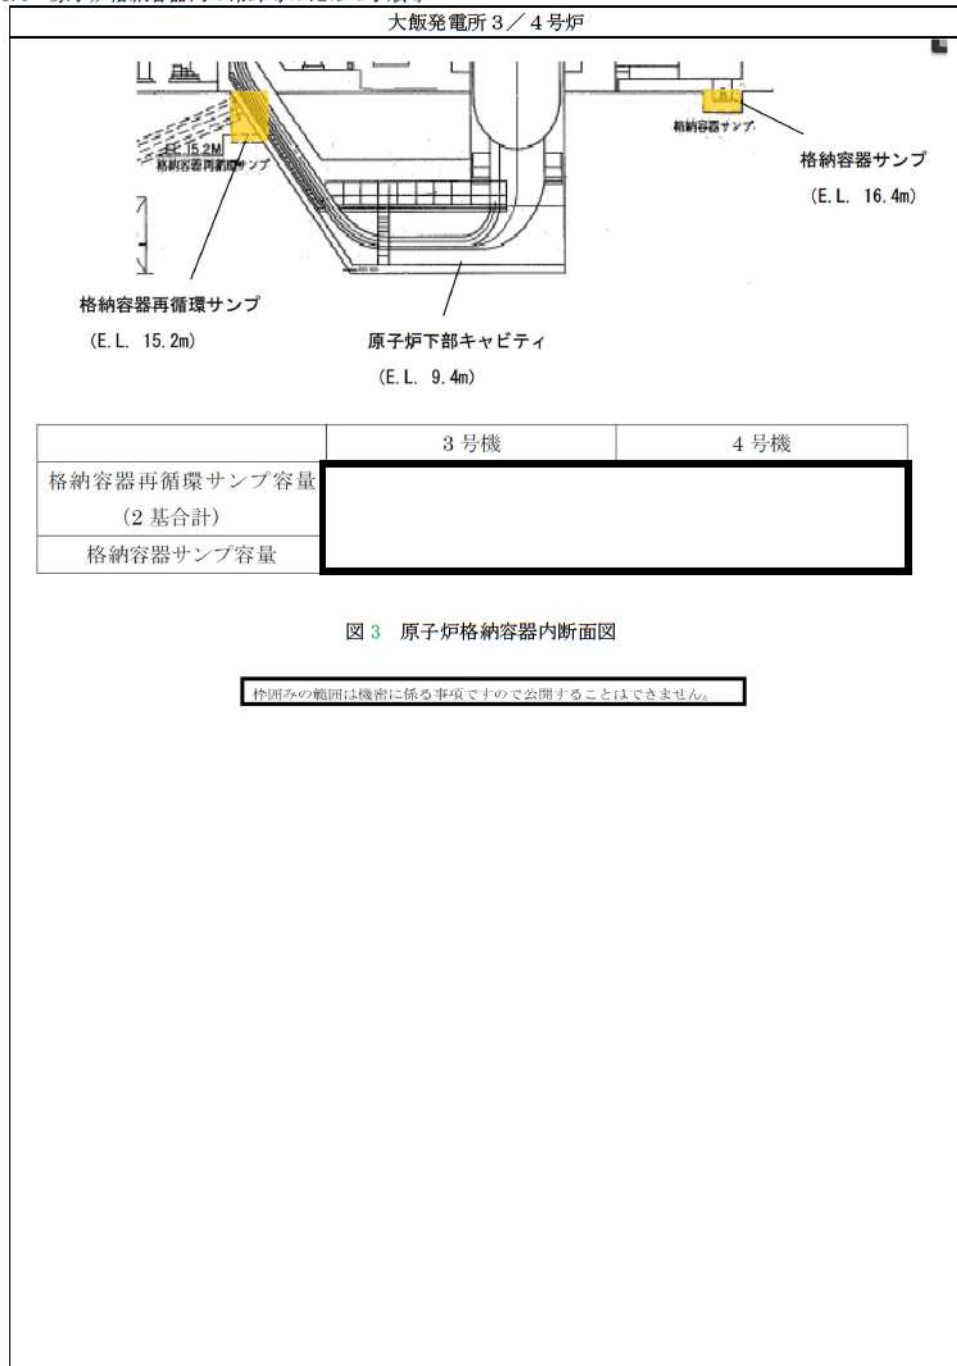 大飯発電所3／4号炉
格納容器サンプ
EL 15.2M
格納容器再循環サンプ
格納容器サンプ
(E.L. 16.4m)
格納容器再循環サンプ
(E.L. 15.2m)
原子炉下部キャビティ
(E.L. 9.4m)
3号機 4号機
格納容器再循環サンプ容量
(2基合計)
格納容器サンプ容量
図3 原子炉格納容器内断面図
枠囲みの範囲は機密に係る事項ですので公開することはできません。